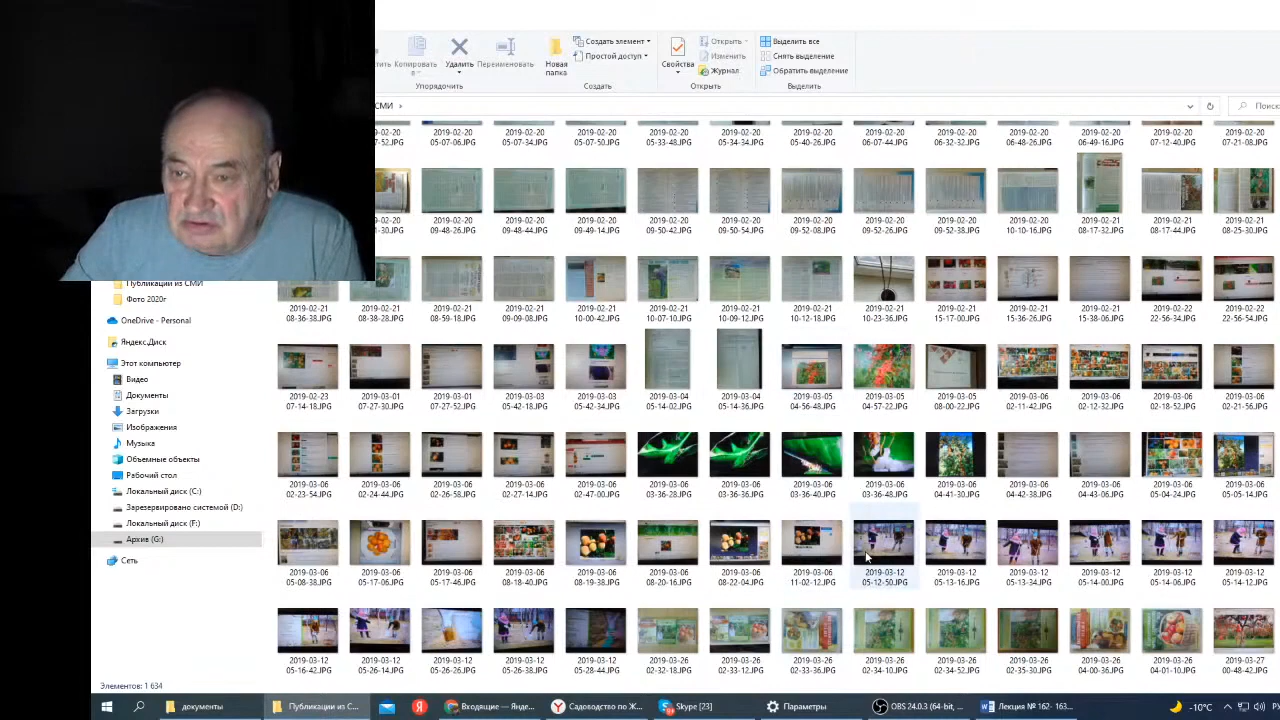 Создать элемент
Открыть
Выделить все
Копировать в
Удалить
Переименовать
Новая папка
Простой доступ
Свойства
Изменить
Снять выделение
Журнал
Обратить выделение
Упорядочить
Создать
Открыть
Выделить
СМИ
Поиск
2019-02-20 2019-02-20 2019-02-20 2019-02-20 2019-02-20 2019-02-20 2019-02-20 2019-02-20 2019-02-20 2019-02-20 2019-02-20 2019-02-20
05-07-06.JPG 05-07-34.JPG 05-07-50.JPG 05-33-48.JPG 05-34-34.JPG 05-40-26.JPG 06-07-44.JPG 06-32-32.JPG 06-48-26.JPG 06-49-16.JPG 07-12-40.JPG 07-21-08.JPG
2019-02-20 2019-02-20 2019-02-20 2019-02-20 2019-02-20 2019-02-20 2019-02-20 2019-02-20 2019-02-20 2019-02-21 2019-02-21 2019-02-21
09-48-26.JPG 09-48-44.JPG 09-49-14.JPG 09-50-42.JPG 09-50-54.JPG 09-52-08.JPG 09-52-26.JPG 09-52-38.JPG 10-10-16.JPG 08-17-32.JPG 08-17-44.JPG 08-25-30.JPG
Публикации из СМИ
Фото 2020г
2019-02-21 2019-02-21 2019-02-21 2019-02-21 2019-02-21 2019-02-21 2019-02-21 2019-02-21 2019-02-21 2019-02-21 2019-02-21 2019-02-21 2019-02-22 2019-02-22
08-36-38.JPG 08-38-28.JPG 08-59-18.JPG 09-09-08.JPG 10-00-42.JPG 10-07-10.JPG 10-09-12.JPG 10-12-18.JPG 10-23-36.JPG 15-17-00.JPG 15-36-26.JPG 15-38-06.JPG 22-56-34.JPG 22-56-54.JPG
OneDrive - Personal
Яндекс.Диск
Этот компьютер
Видео
Документы
Загрузки
Изображения
Музыка
Объемные объекты
Рабочий стол
Локальный диск (C:)
Зарезервировано системой (D:)
Локальный диск (F:)
Архив (G:)
Сеть
2019-02-23 2019-03-01 2019-03-01 2019-03-03 2019-03-03 2019-03-04 2019-03-04 2019-03-05 2019-03-05 2019-03-05 2019-03-06 2019-03-06 2019-03-06 2019-03-06
07-14-18.JPG 07-27-30.JPG 07-27-52.JPG 05-42-18.JPG 05-42-34.JPG 05-14-02.JPG 05-14-36.JPG 04-56-48.JPG 04-57-22.JPG 08-00-22.JPG 02-11-42.JPG 02-12-32.JPG 02-18-52.JPG 02-21-56.JPG
2019-03-06 2019-03-06 2019-03-06 2019-03-06 2019-03-06 2019-03-06 2019-03-06 2019-03-06 2019-03-06 2019-03-06 2019-03-06 2019-03-06 2019-03-06 2019-03-06
02-23-54.JPG 02-24-44.JPG 02-26-58.JPG 02-27-14.JPG 02-47-00.JPG 03-36-28.JPG 03-36-36.JPG 03-36-40.JPG 03-36-48.JPG 04-41-30.JPG 04-42-38.JPG 04-43-06.JPG 05-04-24.JPG 05-05-14.JPG
2019-03-06 2019-03-06 2019-03-06 2019-03-06 2019-03-06 2019-03-06 2019-03-06 2019-03-06 2019-03-12 2019-03-12 2019-03-12 2019-03-12 2019-03-12 2019-03-12
05-08-38.JPG 05-17-06.JPG 05-17-46.JPG 08-18-40.JPG 08-19-38.JPG 08-20-16.JPG 08-22-04.JPG 11-02-12.JPG 05-12-50.JPG 05-13-16.JPG 05-13-34.JPG 05-14-00.JPG 05-14-06.JPG 05-14-12.JPG
2019-03-12 2019-03-12 2019-03-12 2019-03-12 2019-03-12 2019-03-26 2019-03-26 2019-03-26 2019-03-26 2019-03-26 2019-03-26 2019-03-26 2019-03-26 2019-03-27
05-16-42.JPG 05-26-14.JPG 05-26-26.JPG 05-26-38.JPG 05-28-44.JPG 02-32-18.JPG 02-33-12.JPG 02-33-36.JPG 02-34-10.JPG 02-34-52.JPG 02-35-30.JPG 04-00-36.JPG 04-01-10.JPG 00-48-42.JPG
Элементов: 1 634
документы
Публикации из С...
Входящие — Янде...
Садоводство по Ж...
Skype [23]
Параметры
OBS 24.0.3 (64-bit, ...
Лекция № 162- 163...
-10°C